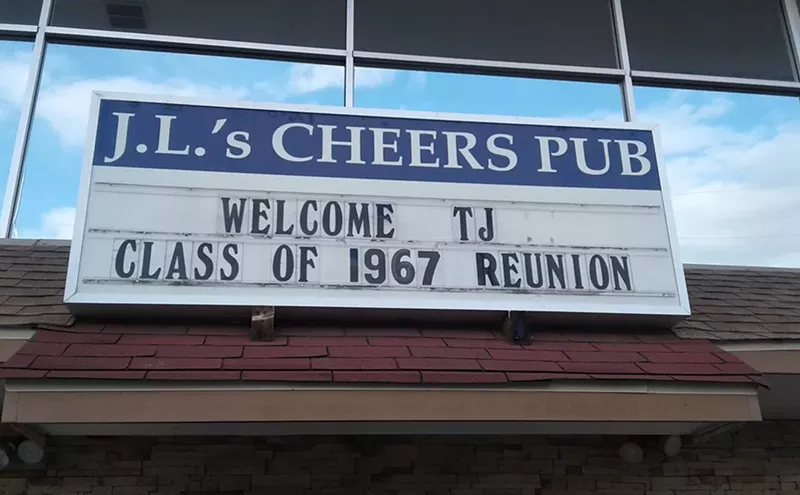 J.L.'s CHEERS PUB
WELCOME TJ
CLASS OF 1967 REUNION